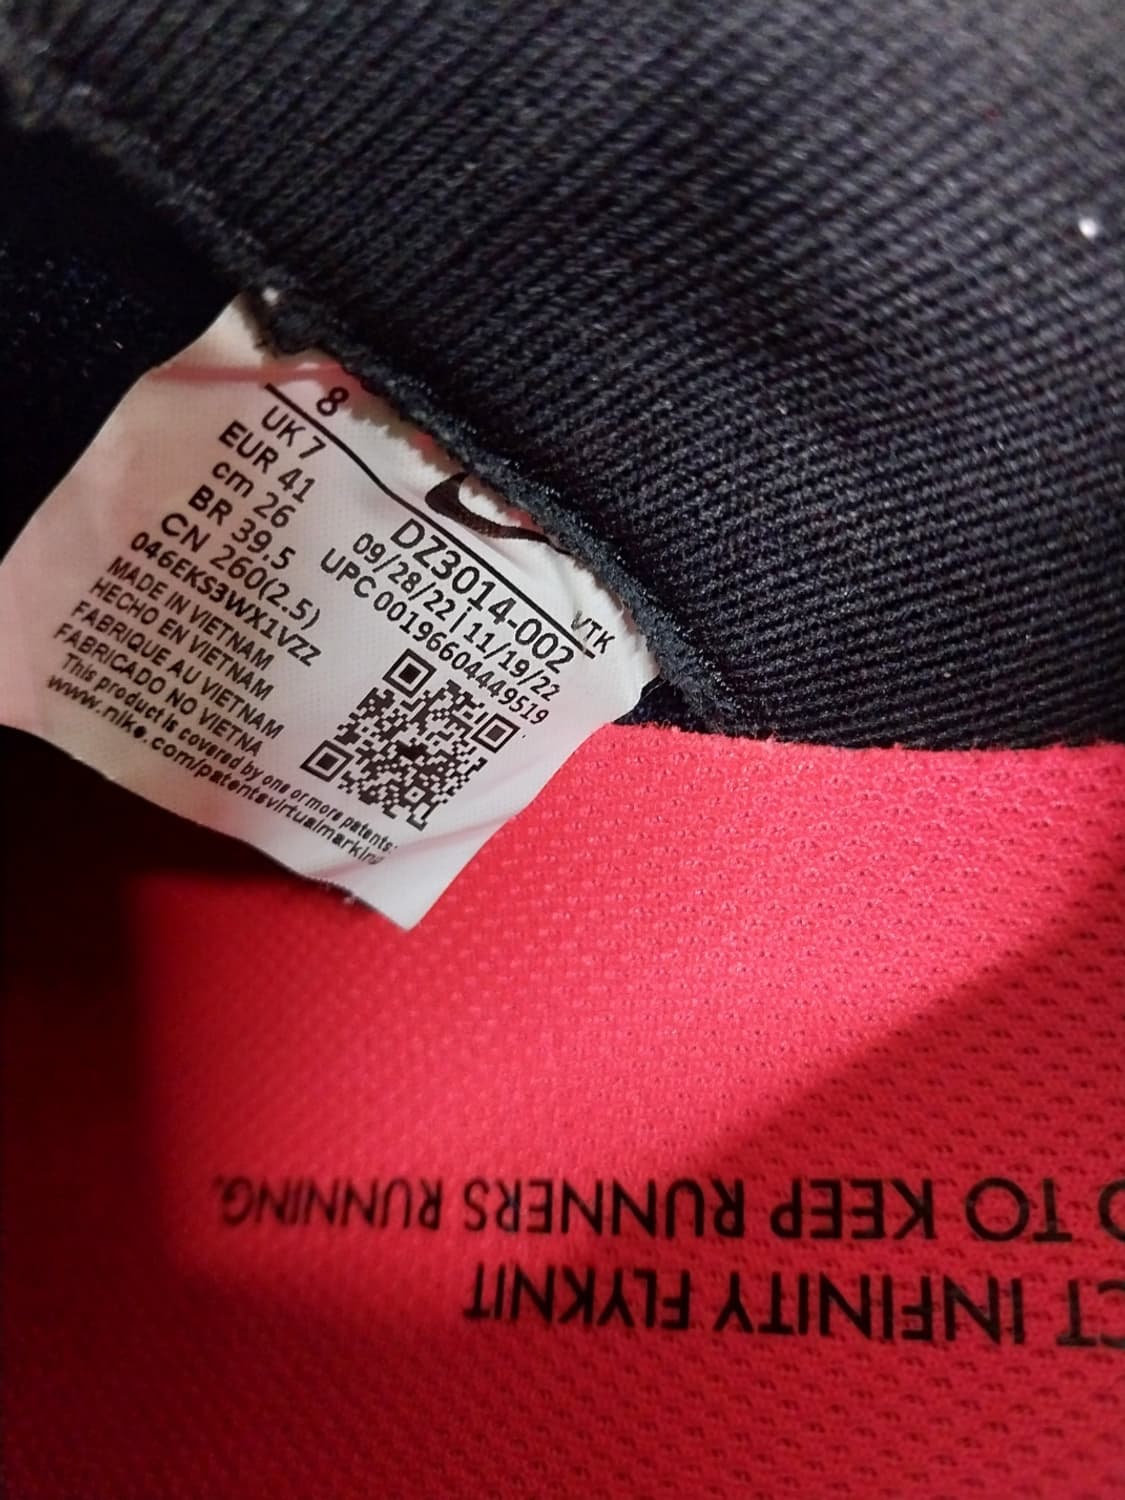 8
UK 7
EUR 41
cm 26
BR 39.5
CN 260(2.5)
046EKS3WX1VZZ
MADE IN VIETNAM
HECHO EN VIETNAM
FABRIQUE AU VIETNAM
FABRICADO NO VIETNA
This product is covered by one or more patents:
www.nike.com/patentsvirtualmarking
VTK
DZ3014-002
09/28/22 | 11/19/22
UPC 00196604449519
CT INFINITY FLYKNIT
D TO KEEP RUNNERS RUNNING.